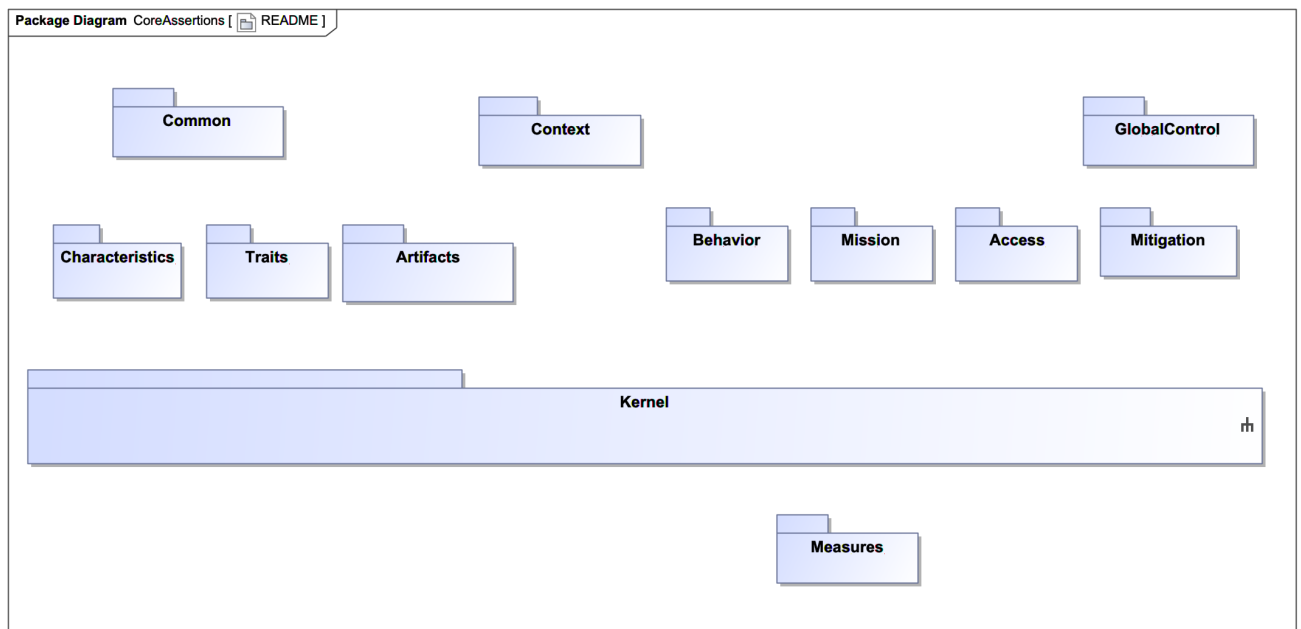 Package Diagram CoreAssertions [ README ]
Common
Context
GlobalControl
Behavior
Mission
Access
Mitigation
Characteristics
Traits
Artifacts
Kernel
Measures